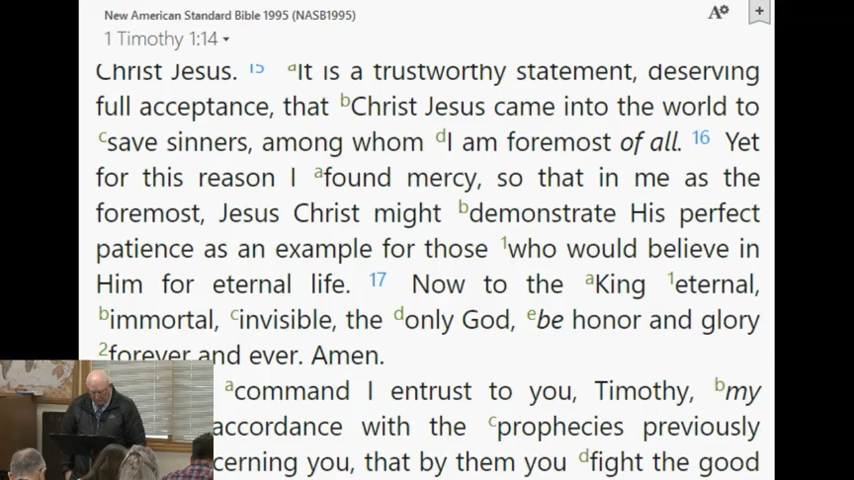 New American Standard Bible 1995 (NASB1995)
1 Timothy 1:14
Christ Jesus. 15 aIt is a trustworthy statement, deserving
full acceptance, that bChrist Jesus came into the world to
csave sinners, among whom dI am foremost of all. 16 Yet
for this reason I afound mercy, so that in me as the
foremost, Jesus Christ might bdemonstrate His perfect
patience as an example for those 1who would believe in
Him for eternal life. 17 Now to the aKing 1eternal,
bimmortal, cinvisible, the donly God, ebe honor and glory
2forever and ever. Amen.
acommand I entrust to you, Timothy, bmy
accordance with the cprophecies previously
cerning you, that by them you dfight the good